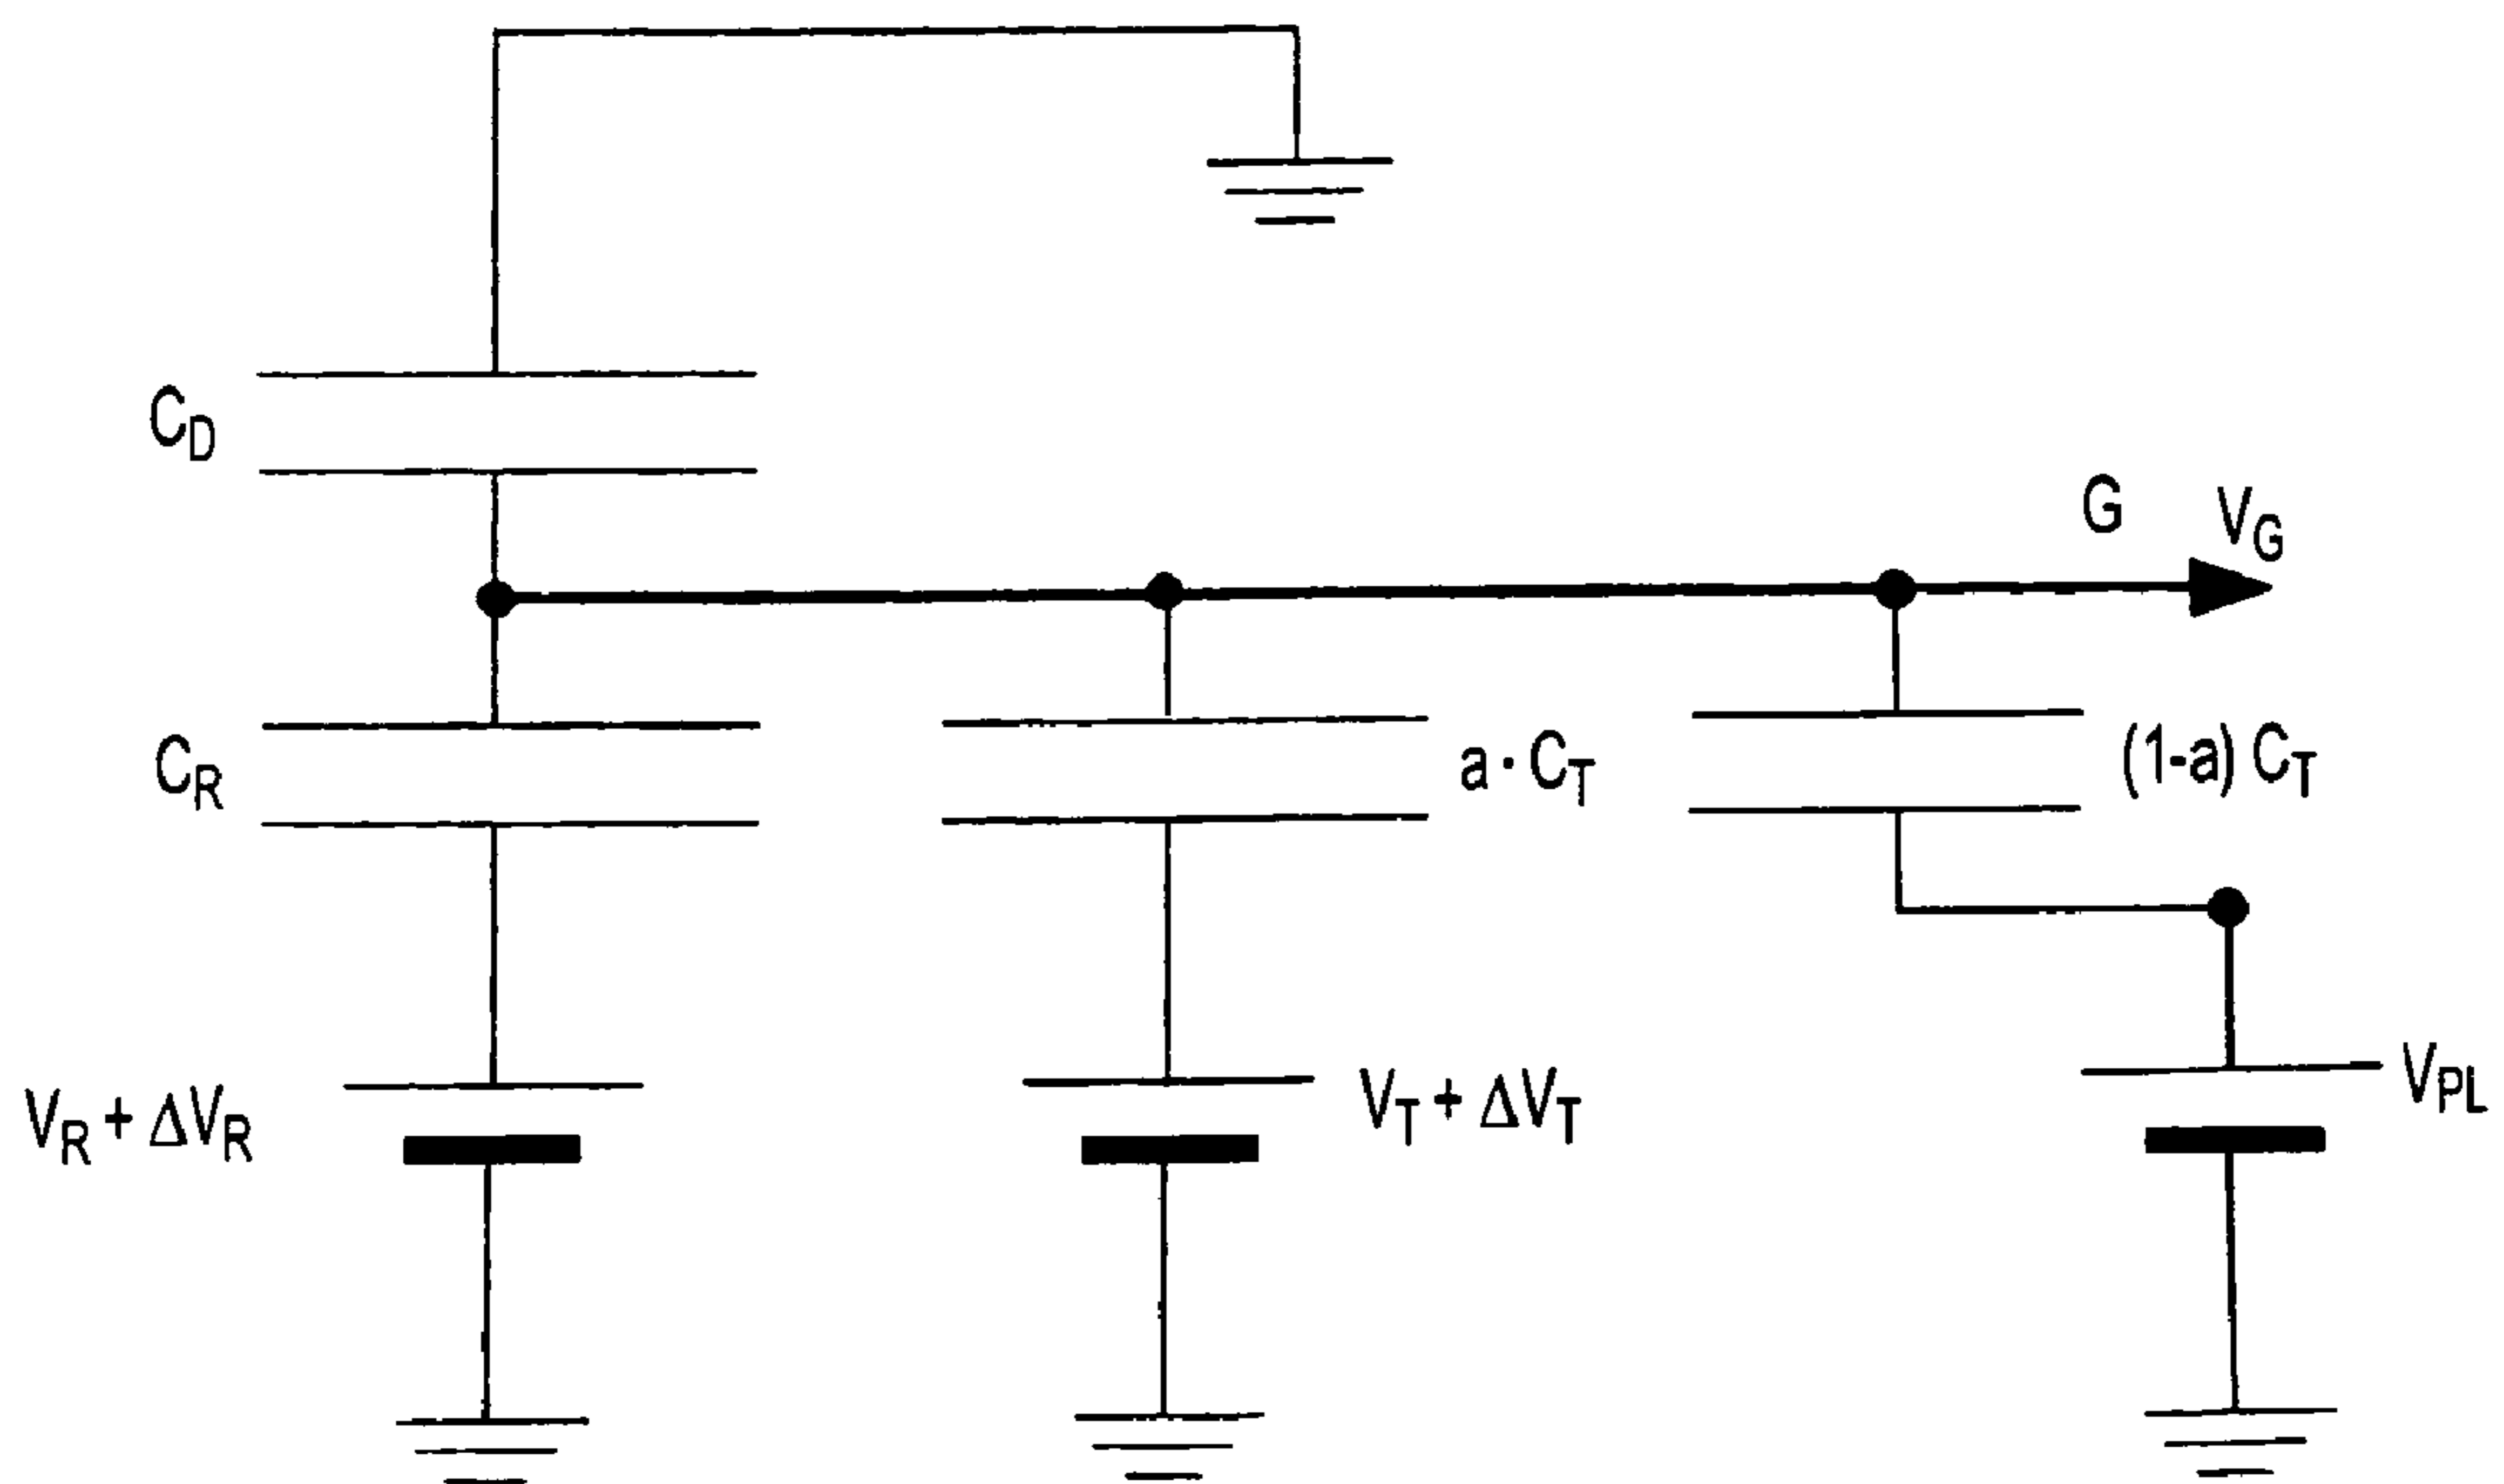 C_D
G V_G
C_R
a · C_T
(1-a) C_T
V_R + ΔV_R
V_T + ΔV_T
V_PL